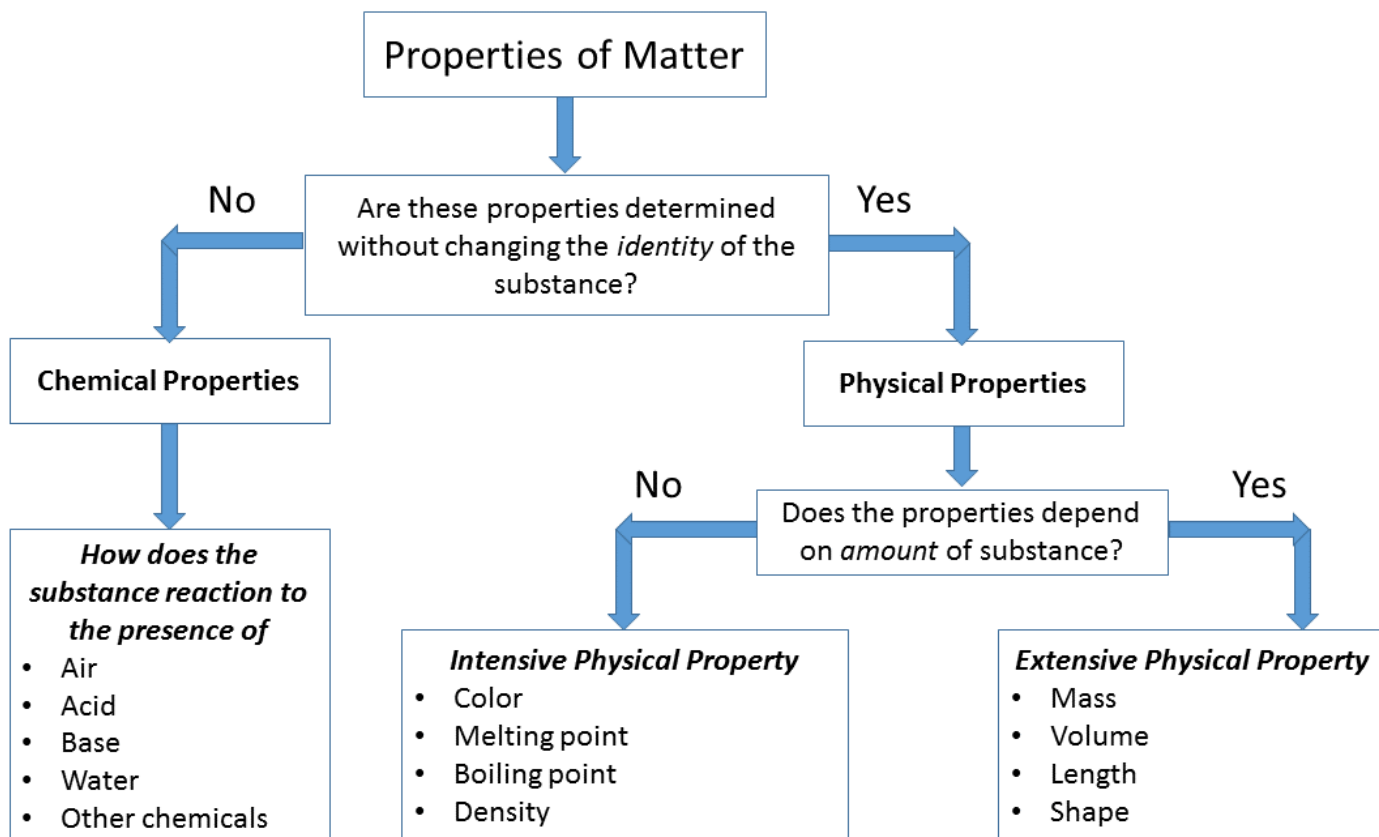 Properties of Matter
No
Yes
Are these properties determined
without changing the identity of the
substance?
Chemical Properties
Physical Properties
No
Yes
Does the properties depend
on amount of substance?
How does the
substance reaction to
the presence of
• Air
• Acid
• Base
• Water
• Other chemicals
Intensive Physical Property
• Color
• Melting point
• Boiling point
• Density
Extensive Physical Property
• Mass
• Volume
• Length
• Shape